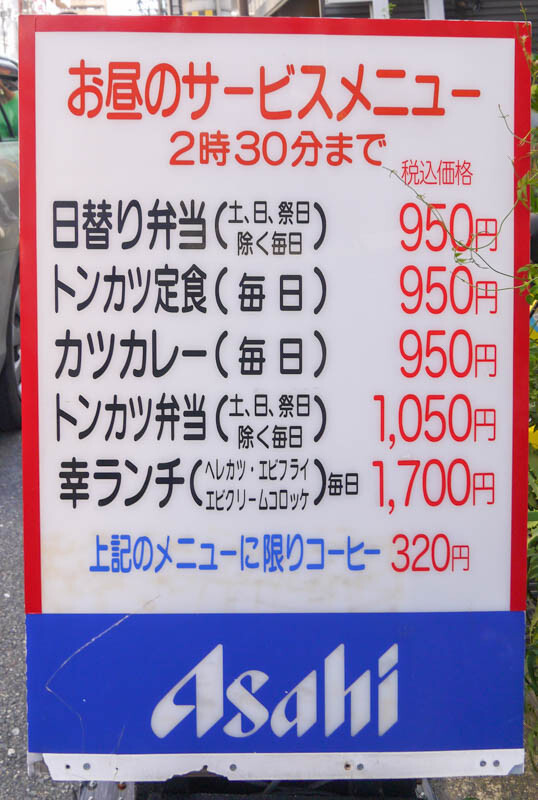 お昼のサービスメニュー
2時30分まで
税込価格
日替り弁当(土、日、祭日除く毎日) 950円
トンカツ定食(毎日) 950円
カツカレー(毎日) 950円
トンカツ弁当(土、日、祭日除く毎日) 1,050円
幸ランチ(ヘレカツ・エビフライエビクリームコロッケ)毎日 1,700円
上記のメニューに限りコーヒー 320円
Asahi